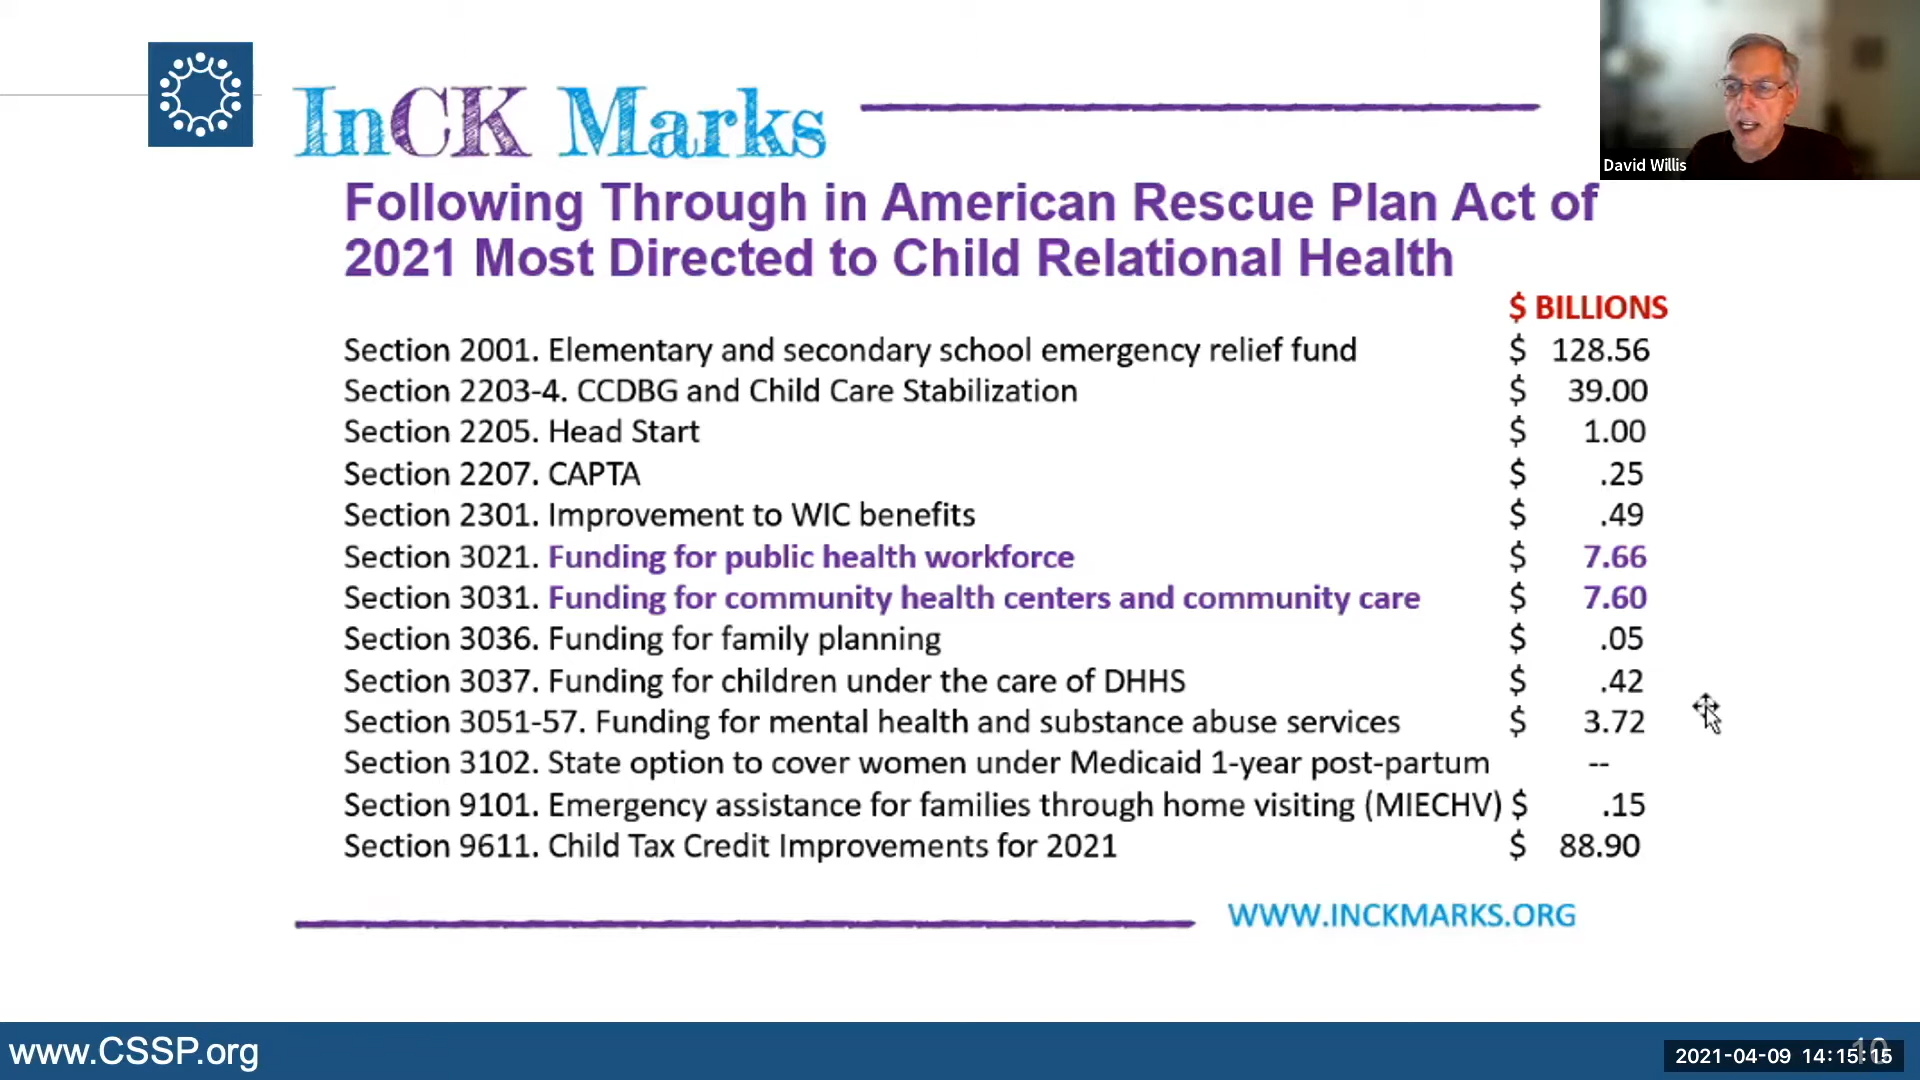 InCK Marks
David Willis
Following Through in American Rescue Plan Act of
2021 Most Directed to Child Relational Health
$ BILLIONS
Section 2001. Elementary and secondary school emergency relief fund $ 128.56
Section 2203-4. CCDBG and Child Care Stabilization $ 39.00
Section 2205. Head Start $ 1.00
Section 2207. CAPTA $ .25
Section 2301. Improvement to WIC benefits $ .49
Section 3021. Funding for public health workforce $ 7.66
Section 3031. Funding for community health centers and community care $ 7.60
Section 3036. Funding for family planning $ .05
Section 3037. Funding for children under the care of DHHS $ .42
Section 3051-57. Funding for mental health and substance abuse services $ 3.72
Section 3102. State option to cover women under Medicaid 1-year post-partum --
Section 9101. Emergency assistance for families through home visiting (MIECHV) $ .15
Section 9611. Child Tax Credit Improvements for 2021 $ 88.90
WWW.INCKMARKS.ORG
www.CSSP.org
10
2021-04-09 14:15:15